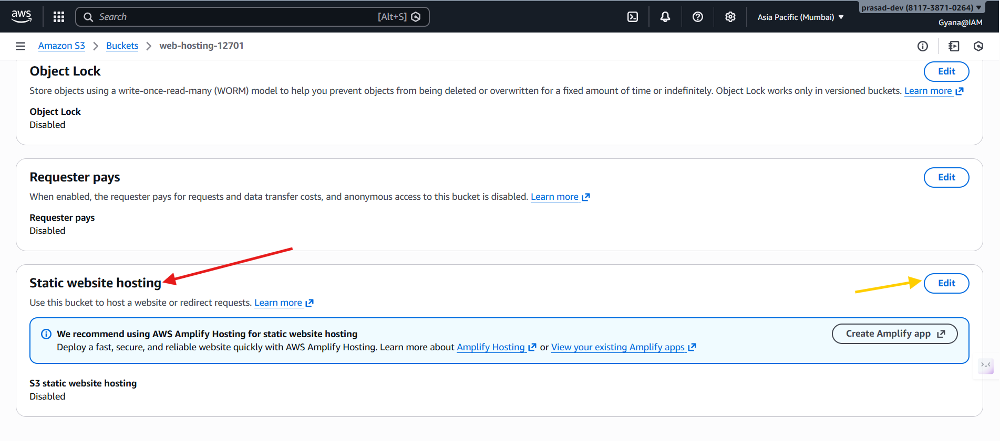 aws
Search
[Alt+S]
Asia Pacific (Mumbai)
prasad-dev (8117-3871-0264)
Gyana@IAM
Amazon S3 > Buckets > web-hosting-12701
Object Lock
Edit
Store objects using a write-once-read-many (WORM) model to help you prevent objects from being deleted or overwritten for a fixed amount of time or indefinitely. Object Lock works only in versioned buckets. Learn more
Object Lock
Disabled
Requester pays
Edit
When enabled, the requester pays for requests and data transfer costs, and anonymous access to this bucket is disabled. Learn more
Requester pays
Disabled
Static website hosting
Edit
Use this bucket to host a website or redirect requests. Learn more
We recommend using AWS Amplify Hosting for static website hosting
Create Amplify app
Deploy a fast, secure, and reliable website quickly with AWS Amplify Hosting. Learn more about Amplify Hosting or View your existing Amplify apps
S3 static website hosting
Disabled